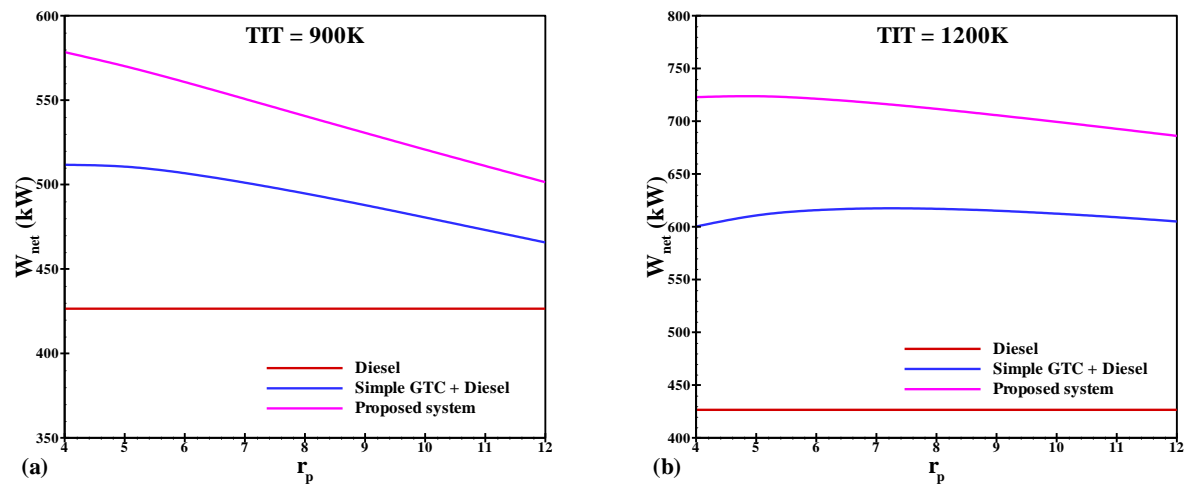 TIT = 900K
W_net (kW)
600
550
500
450
400
350
Diesel
Simple GTC + Diesel
Proposed system
4 5 6 7 8 9 10 11 12
(a)
r_p
TIT = 1200K
W_net (kW)
800
750
700
650
600
550
500
450
400
Diesel
Simple GTC + Diesel
Proposed system
4 5 6 7 8 9 10 11 12
(b)
r_p